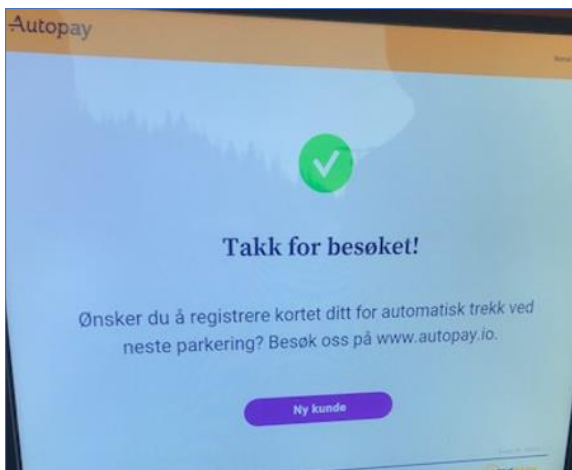 Autopay
Takk for besøket!
Ønsker du å registrere kortet ditt for automatisk trekk ved
neste parkering? Besøk oss på www.autopay.io.
Ny kunde